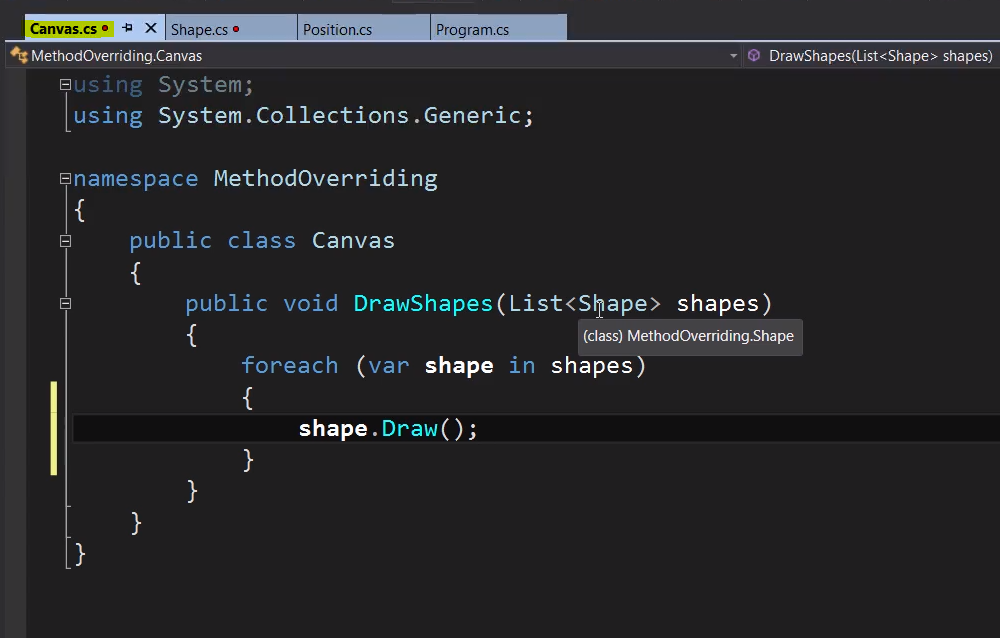 Canvas.cs
Shape.cs
Position.cs
Program.cs
MethodOverriding.Canvas
DrawShapes(List<Shape> shapes)
using System;
using System.Collections.Generic;
namespace MethodOverriding
{
public class Canvas
{
public void DrawShapes(List<Shape> shapes)
{
(class) MethodOverriding.Shape
foreach (var shape in shapes)
{
shape.Draw();
}
}
}
}